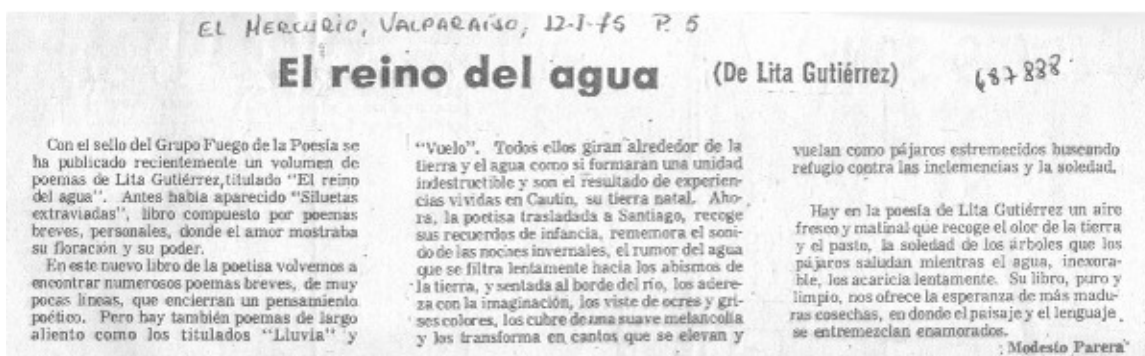 EL MERCURIO, VALPARAÍSO, 12-I-75 P. 5
El reino del agua (De Lita Gutiérrez)
687888
Con el sello del Grupo Fuego de la Poesía se
ha publicado recientemente un volumen de
poemas de Lita Gutiérrez, titulado "El reino
del agua". Antes había aparecido "Siluetas
extraviadas", libro compuesto por poemas
breves, personales, donde el amor mostraba
su floración y su poder.
En este nuevo libro de la poetisa volvemos a
encontrar numerosos poemas breves, de muy
pocas líneas, que encierran un pensamiento
poético. Pero hay también poemas de largo
aliento como los titulados "Lluvia" y
"Vuelo". Todos ellos giran alrededor de la
tierra y el agua como si formaran una unidad
indestructible y son el resultado de experien-
cias vividas en Cautín, su tierra natal. Aho-
ra, la poetisa trasladada a Santiago, recoge
sus recuerdos de infancia, rememora el soni-
do de las noches invernales, el rumor del agua
que se filtra lentamente hacia los abismos de
la tierra, y sentada al borde del río, los adere-
za con la imaginación, los viste de ocres y gri-
ses colores, los cubre de una suave melancolía
y los transforma en cantos que se elevan y
vuelan como pájaros estremecidos buscando
refugio contra las inclemencias y la soledad.
Hay en la poesía de Lita Gutiérrez un aire
fresco y matinal que recoge el olor de la tierra
y el pasto, la soledad de los árboles que los
pájaros saludan mientras el agua, inexora-
ble, los acaricia lentamente. Su libro, puro y
limpio, nos ofrece la esperanza de más madu-
ras cosechas, en donde el paisaje y el lenguaje
se entremezclan enamorados.
Modesto Parera